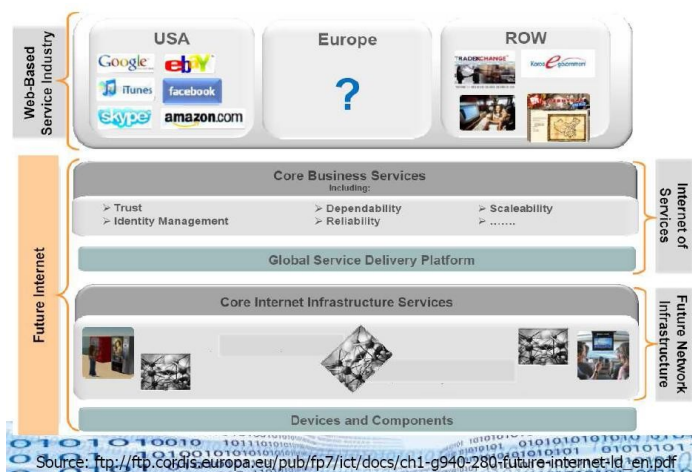 Web-Based
Service Industry
USA
Google
ebY
iTunes
facebook
skype
amazon.com
Europe
?
ROW
TRADEXCHANGE
Korea e government
Future Internet
Core Business Services
Including:
➢ Trust
➢ Dependability
➢ Scaleability
➢ Identity Management
➢ Reliability
➢ .......
Global Service Delivery Platform
Internet of
Services
Core Internet Infrastructure Services
Future Network
Infrastructure
Devices and Components
Source: ftp://ftp.cordis.europa.eu/pub/fp7/ict/docs/ch1-g940-280-future-internet-ld_en.pdf